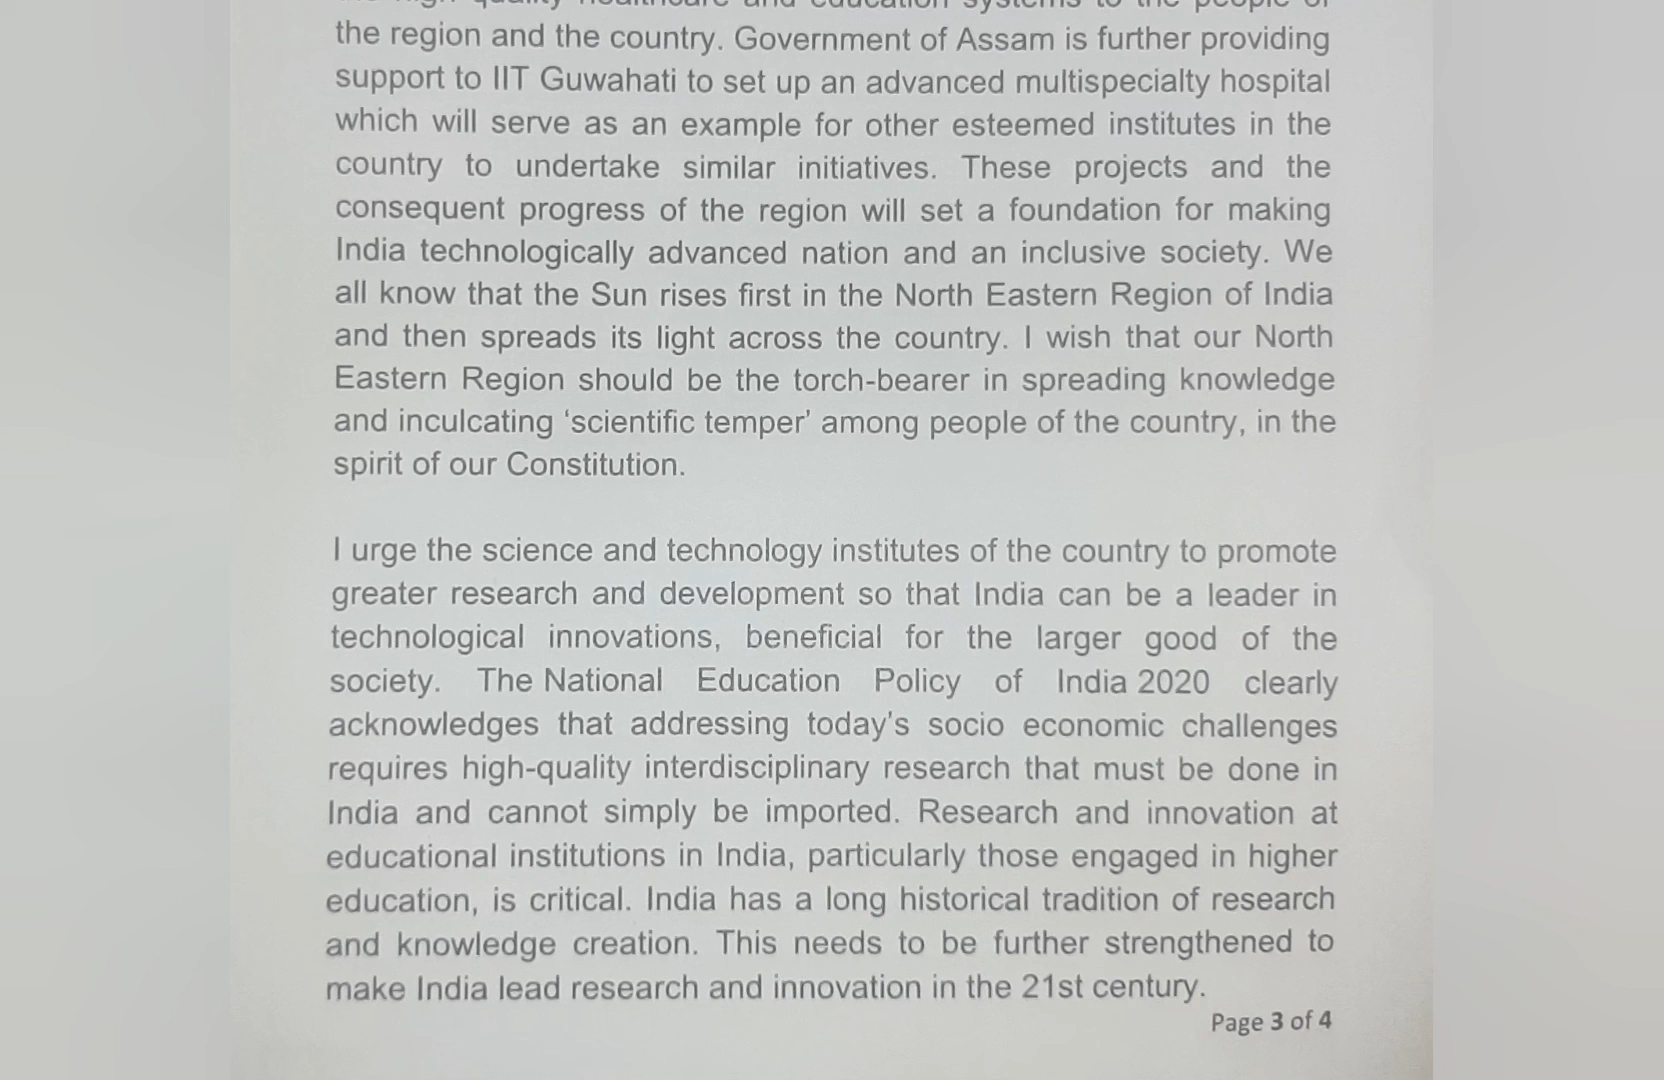 the high quality healthcare and education systems to the people of
the region and the country. Government of Assam is further providing
support to IIT Guwahati to set up an advanced multispecialty hospital
which will serve as an example for other esteemed institutes in the
country to undertake similar initiatives. These projects and the
consequent progress of the region will set a foundation for making
India technologically advanced nation and an inclusive society. We
all know that the Sun rises first in the North Eastern Region of India
and then spreads its light across the country. I wish that our North
Eastern Region should be the torch-bearer in spreading knowledge
and inculcating ‘scientific temper’ among people of the country, in the
spirit of our Constitution.
I urge the science and technology institutes of the country to promote
greater research and development so that India can be a leader in
technological innovations, beneficial for the larger good of the
society. The National Education Policy of India 2020 clearly
acknowledges that addressing today's socio economic challenges
requires high-quality interdisciplinary research that must be done in
India and cannot simply be imported. Research and innovation at
educational institutions in India, particularly those engaged in higher
education, is critical. India has a long historical tradition of research
and knowledge creation. This needs to be further strengthened to
make India lead research and innovation in the 21st century.
Page 3 of 4